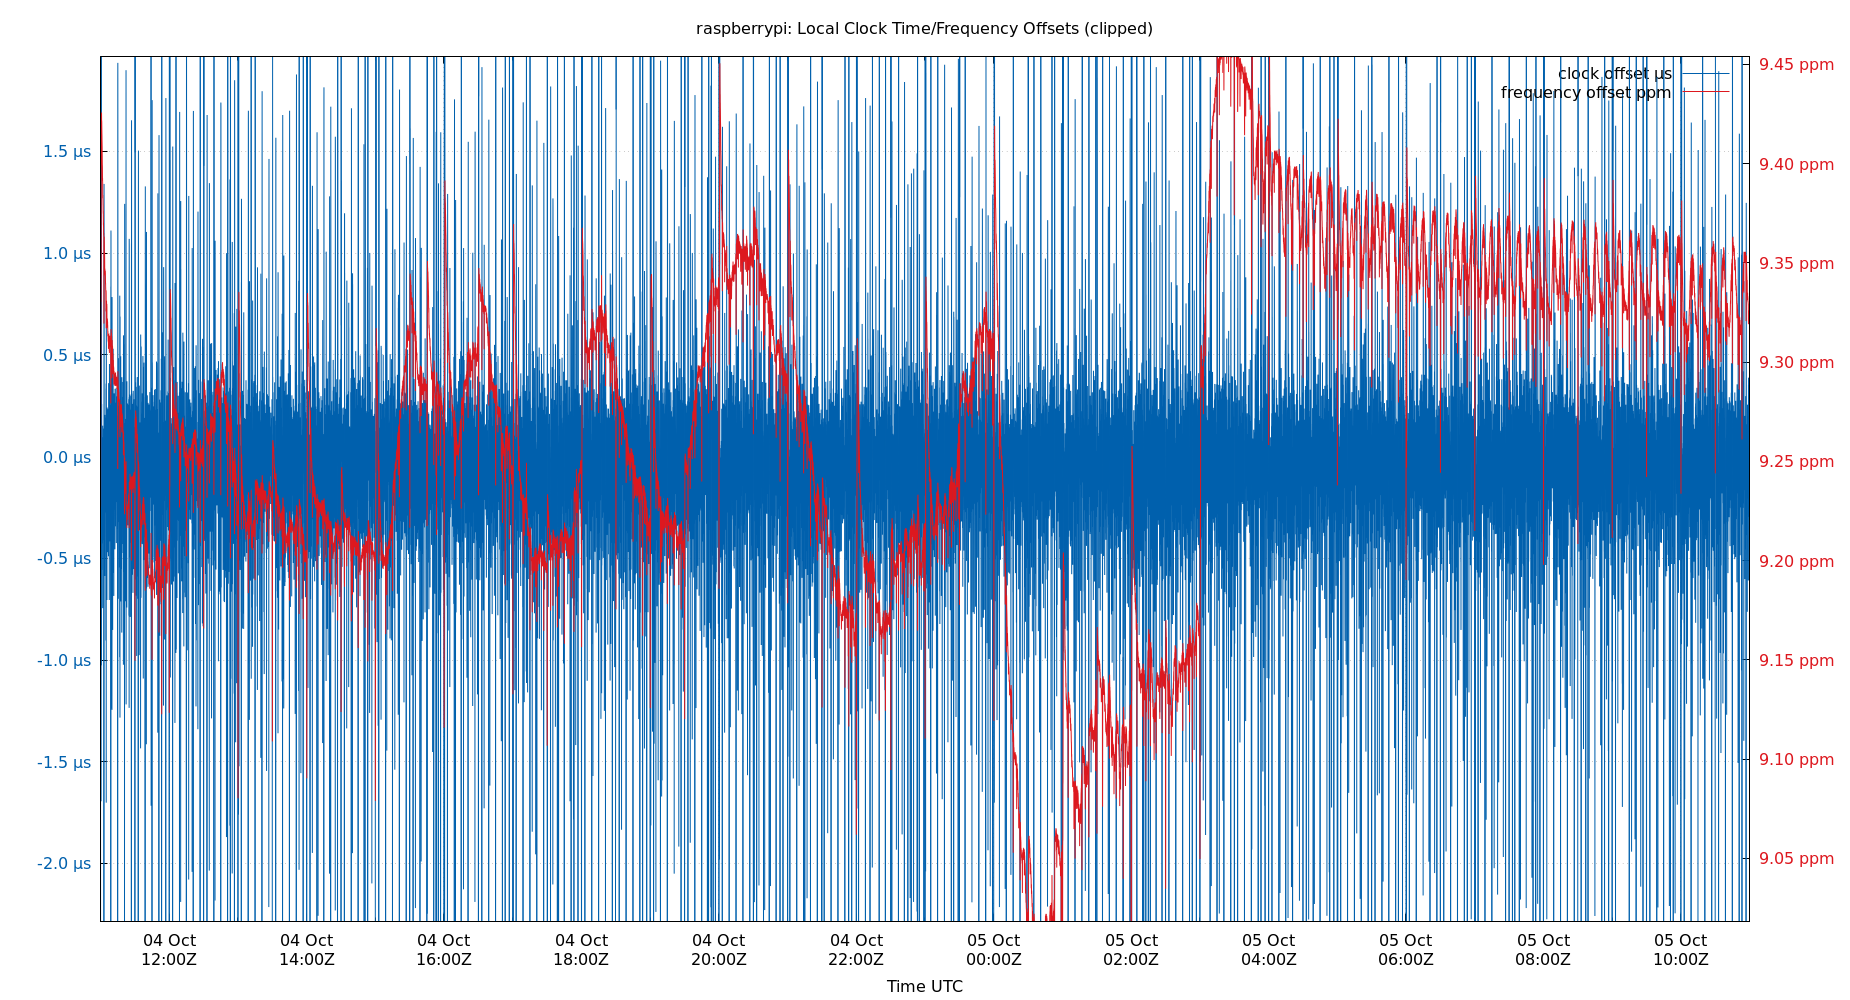 raspberrypi: Local Clock Time/Frequency Offsets (clipped)
clock offset µs
frequency offset ppm
1.5 µs
1.0 µs
0.5 µs
0.0 µs
-0.5 µs
-1.0 µs
-1.5 µs
-2.0 µs
9.45 ppm
9.40 ppm
9.35 ppm
9.30 ppm
9.25 ppm
9.20 ppm
9.15 ppm
9.10 ppm
9.05 ppm
04 Oct 04 Oct 04 Oct 04 Oct 04 Oct 04 Oct 05 Oct 05 Oct 05 Oct 05 Oct 05 Oct 05 Oct
12:00Z 14:00Z 16:00Z 18:00Z 20:00Z 22:00Z 00:00Z 02:00Z 04:00Z 06:00Z 08:00Z 10:00Z
Time UTC